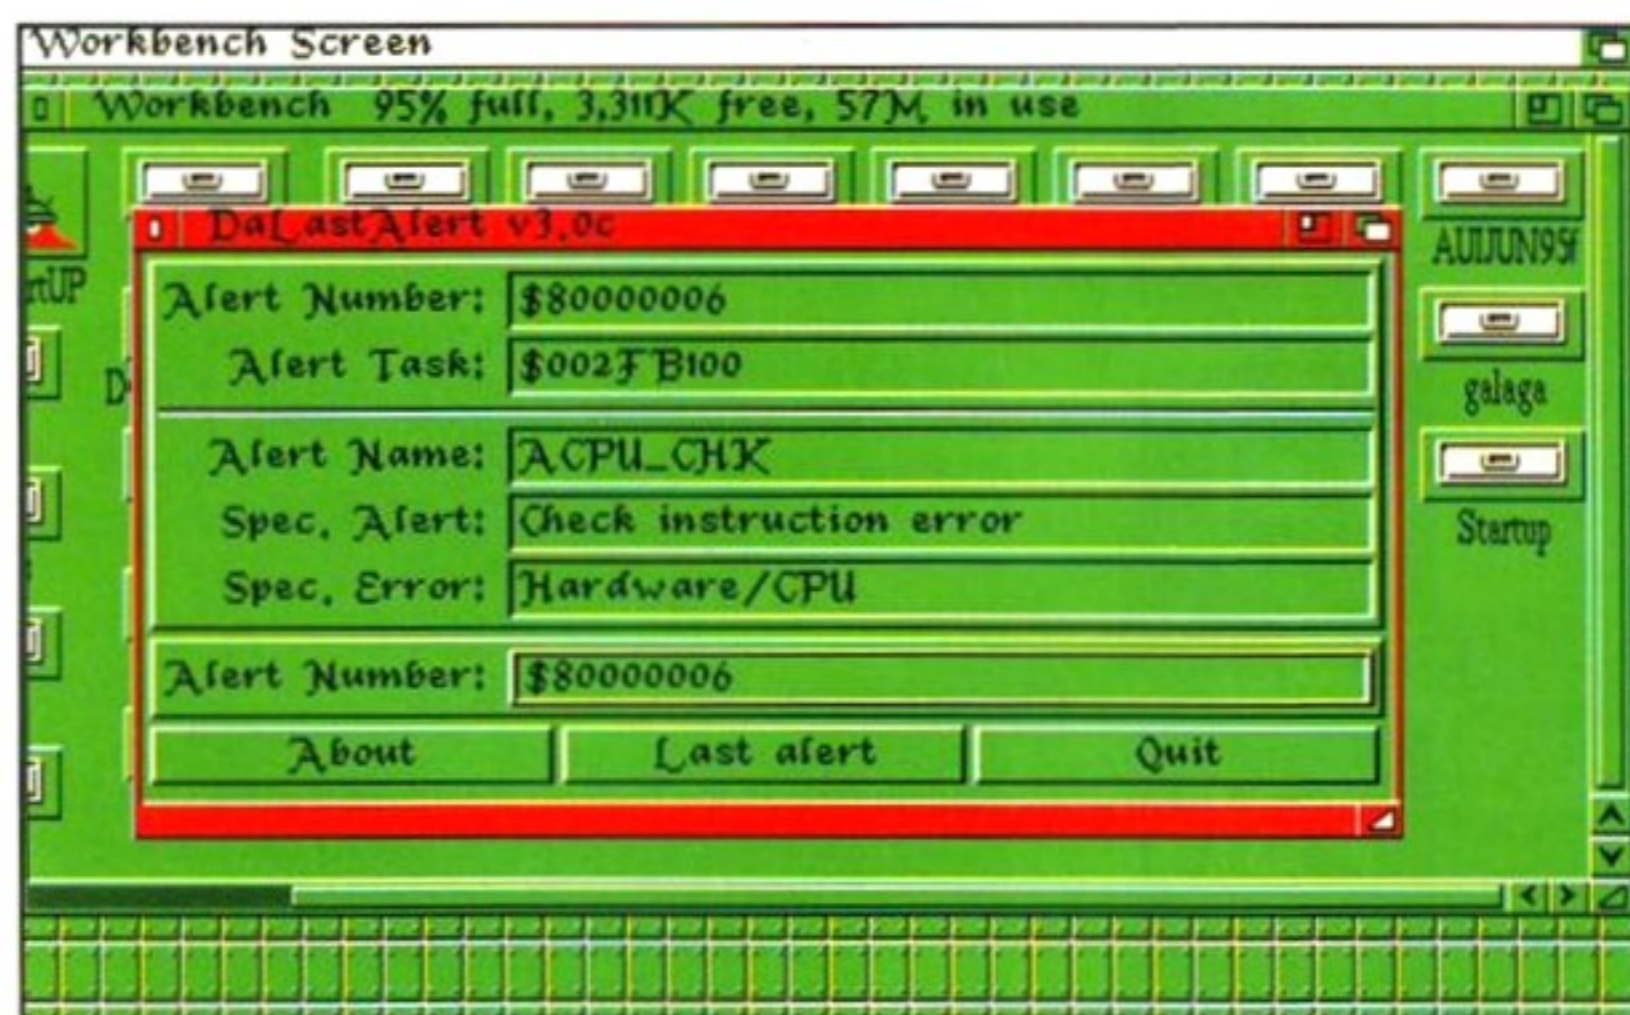 Workbench Screen
Workbench 95% full, 3,311K free, 57M in use
rtUP
DaLastAlert v3.0c
AUIJUN95f
Alert Number: $80000006
galaga
Alert Task: $002FB100
D
Alert Name: ACPU_CHK
Spec. Alert: Check instruction error
Startup
Spec. Error: Hardware/CPU
Alert Number: $80000006
About
Last alert
Quit